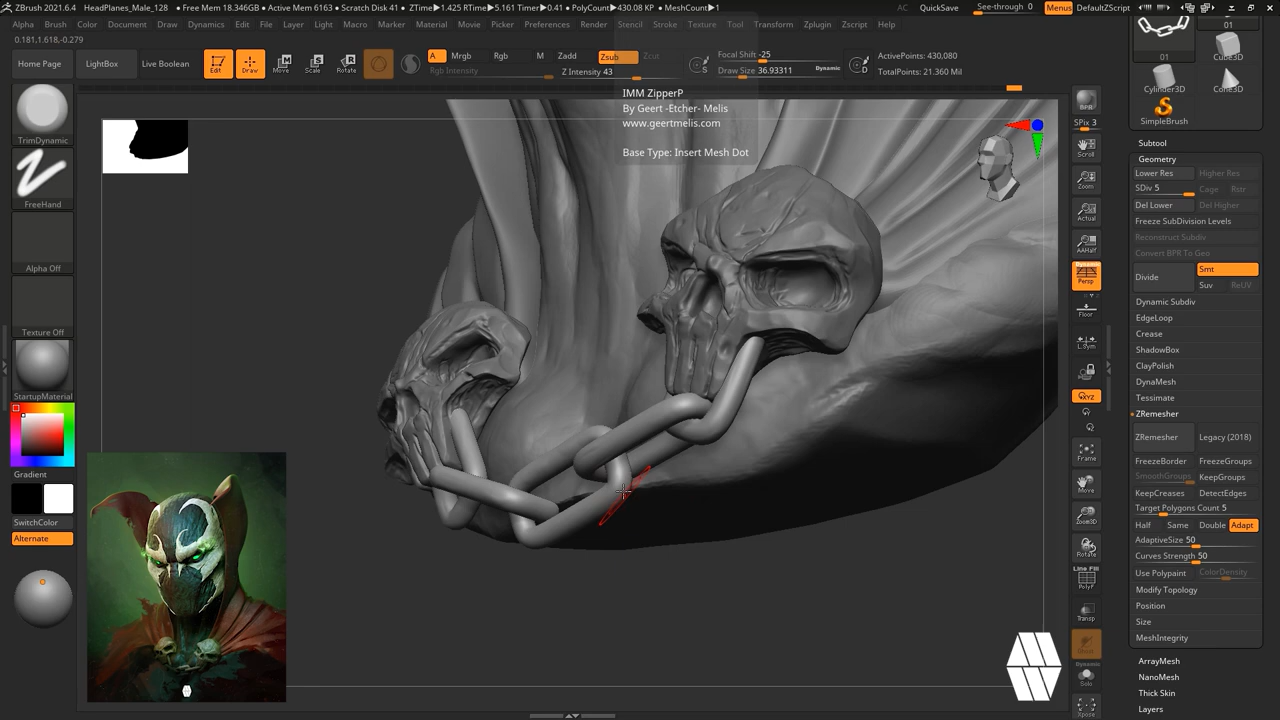 ZBrush 2021.6.4 HeadPlanes_Male_128 ● Free Mem 18.346GB ● Active Mem 6163 ● Scratch Disk 41 ● ZTime▶1.425 RTime▶5.161 Timer▶0.41 ● PolyCount▶430.08 KP ● MeshCount▶1 AC QuickSave See-through 0 Menus DefaultZScript
Alpha Brush Color Document Draw Dynamics Edit File Layer Light Macro Marker Material Movie Picker Preferences Render Stencil Stroke Texture Tool Transform Zplugin Zscript Help
0.181,1.618,-0.279
Home Page LightBox Live Boolean Edit Draw Move Scale Rotate A Mrgb Rgb M Zadd Zsub Zcut Focal Shift -25 ActivePoints: 430,080
Rgb Intensity Z Intensity 43 Draw Size 36.93311 Dynamic TotalPoints: 21.360 Mil
S D
IMM ZipperP
By Geert -Etcher- Melis
www.geertmelis.com
Base Type: Insert Mesh Dot
TrimDynamic
FreeHand
Alpha Off
Texture Off
StartupMaterial
Gradient
SwitchColor
Alternate
BPR
SPix 3
Scroll
Zoom
Actual
AAHalf
Dynamic
Persp
Floor
L.Sym
XYZ
Frame
Move
Zoom3D
Rotate
Line Fill
PolyF
Transp
Dynamic
Solo
Xpose
01
01
Cube3D
Cylinder3D Cone3D
SimpleBrush
Subtool
Geometry
Lower Res Higher Res
SDiv 5 Cage Rstr
Del Lower Del Higher
Freeze SubDivision Levels
Reconstruct Subdiv
Convert BPR To Geo
Divide Smt
Suv ReUV
Dynamic Subdiv
EdgeLoop
Crease
ShadowBox
ClayPolish
DynaMesh
Tessimate
ZRemesher
ZRemesher Legacy (2018)
FreezeBorder FreezeGroups
SmoothGroups KeepGroups
KeepCreases DetectEdges
Target Polygons Count 5
Half Same Double Adapt
AdaptiveSize 50
Curves Strength 50
Use Polypaint ColorDensity
Modify Topology
Position
Size
MeshIntegrity
ArrayMesh
NanoMesh
Thick Skin
Layers